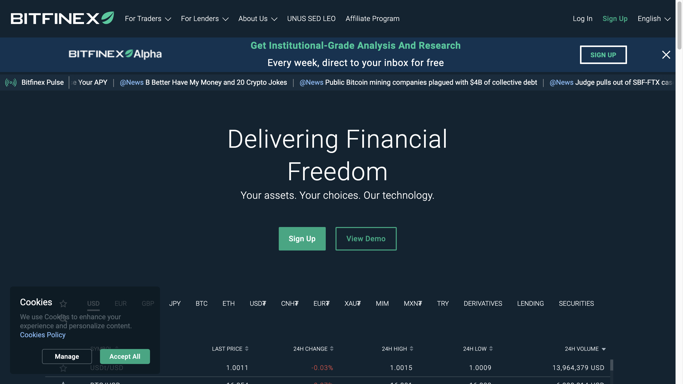 BITFINEX For Traders For Lenders About Us UNUS SED LEO Affiliate Program Log In Sign Up English
BITFINEX Alpha
Get Institutional-Grade Analysis And Research
Every week, direct to your inbox for free
SIGN UP
Bitfinex Pulse Your APY @News B Better Have My Money and 20 Crypto Jokes @News Public Bitcoin mining companies plagued with $4B of collective debt @News Judge pulls out of SBF-FTX
Delivering Financial
Freedom
Your assets. Your choices. Our technology.
Sign Up View Demo
USD EUR GBP JPY BTC ETH USD₮ CNH₮ EUR₮ XAU₮ MIM MXN₮ TRY DERIVATIVES LENDING SECURITIES
Cookies
We use Cookies to enhance your
experience and personalize content.
Cookies Policy
Manage Accept All
LAST PRICE 24H CHANGE 24H HIGH 24H LOW 24H VOLUME
1.0011 -0.03% 1.0015 1.0009 13,964,379 USD